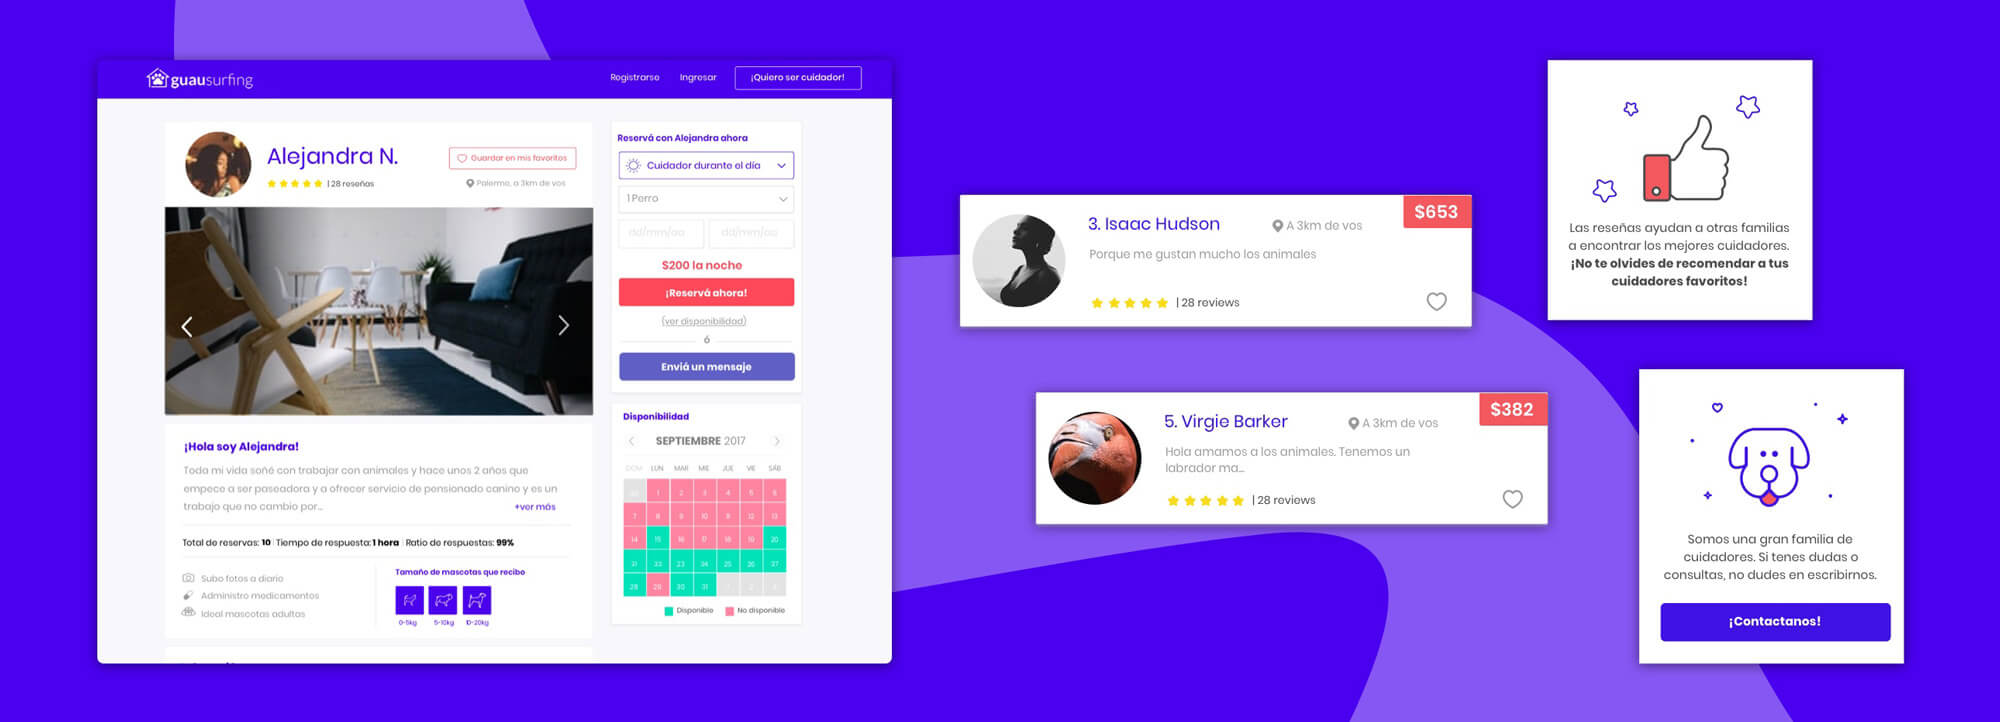 guausurfing
Registrarse
Ingresar
¡Quiero ser cuidador!
Alejandra N.
| 28 reseñas
Guardar en mis favoritos
Palermo, a 3km de vos
¡Hola soy Alejandra!
Toda mi vida soñé con trabajar con animales y hace unos 2 años que
empece a ser paseadora y a ofrecer servicio de pensionado canino y es un
trabajo que no cambio por...
+ver más
Total de reservas: 10 | Tiempo de respuesta: 1 hora | Ratio de respuestas: 99%
Subo fotos a diario
Administro medicamentos
Ideal mascotas adultas
Tamaño de mascotas que recibo
0-5kg
5-10kg
10-20kg
Reservá con Alejandra ahora
Cuidador durante el día
1 Perro
dd/mm/aa
dd/mm/aa
$200 la noche
¡Reservá ahora!
(ver disponibilidad)
ó
Enviá un mensaje
Disponibilidad
SEPTIEMBRE 2017
DOM LUN MAR MIE JUE VIE SÁB
1 2 3 4 5 6
7 8 9 10 11 12 13
14 15 16 17 18 19 20
21 22 23 24 25 26 27
28 29 30 31
Disponible
No disponible
3. Isaac Hudson
A 3km de vos
$653
Porque me gustan mucho los animales
| 28 reviews
5. Virgie Barker
A 3km de vos
$382
Hola amamos a los animales. Tenemos un
labrador ma...
| 28 reviews
Las reseñas ayudan a otras familias
a encontrar los mejores cuidadores.
¡No te olvides de recomendar a tus
cuidadores favoritos!
Somos una gran familia de
cuidadores. Si tenes dudas o
consultas, no dudes en escribirnos.
¡Contactanos!